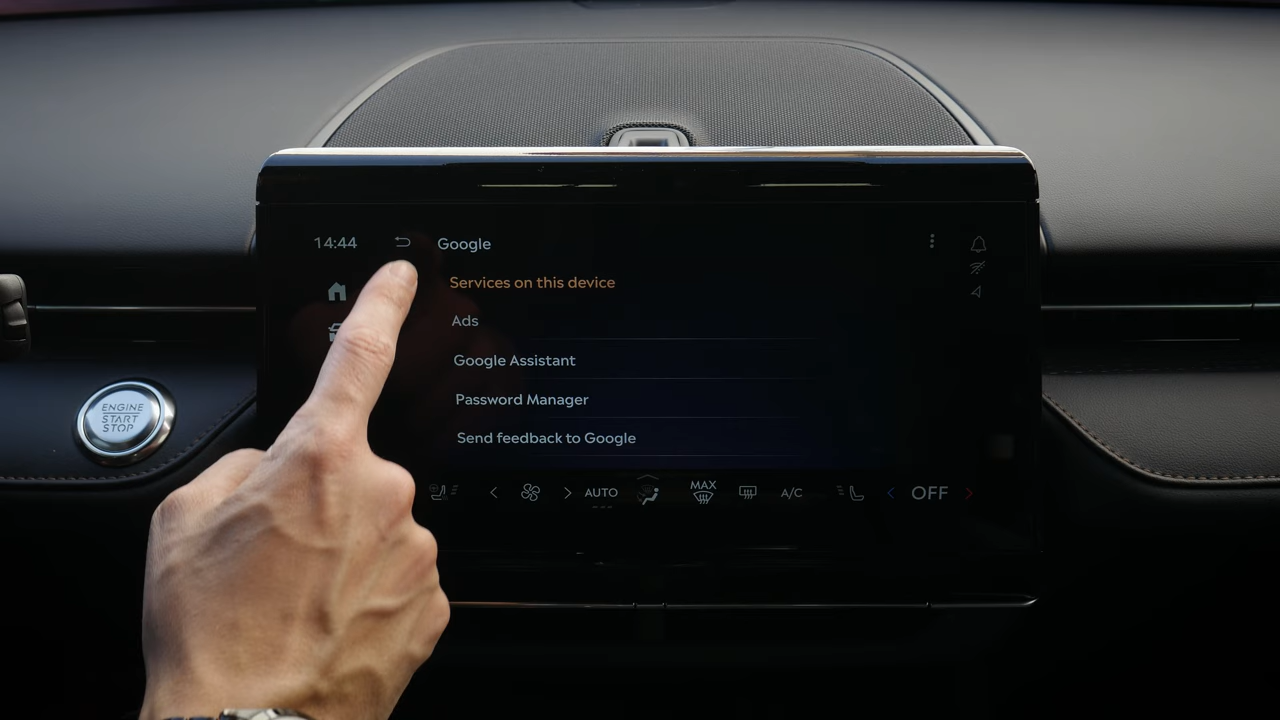 14:44
Google
Services on this device
Ads
Google Assistant
Password Manager
Send feedback to Google
ENGINE
START
STOP
AUTO
MAX
A/C
OFF